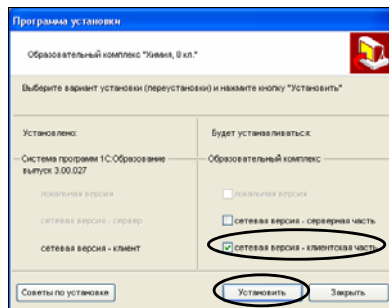 Программа установки
Образовательный комплекс "Химия, 8 кл."
Выберите вариант установки (переустановки) и нажмите кнопку "Установить"
Установлено:
Будет устанавливаться:
Система программ 1С:Образование
выпуск 3.00.027
Образовательный комплекс
локальная версия
локальная версия
сетевая версия - сервер
сетевая версия - серверная часть
сетевая версия - клиент
сетевая версия - клиентская часть
Советы по установке
Установить
Закрыть